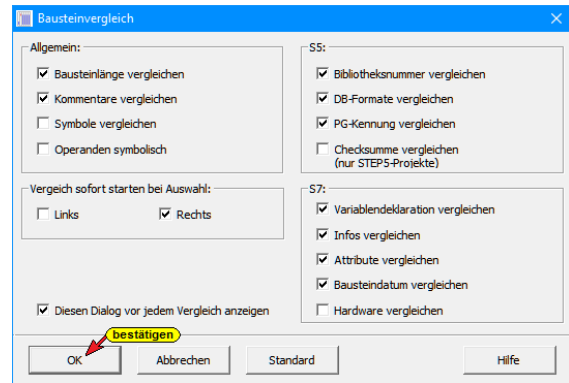 Bausteinvergleich
Allgemein:
Bausteinlänge vergleichen
Kommentare vergleichen
Symbole vergleichen
Operanden symbolisch
Vergeich sofort starten bei Auswahl:
Links Rechts
Diesen Dialog vor jedem Vergleich anzeigen
S5:
Bibliotheksnummer vergleichen
DB-Formate vergleichen
PG-Kennung vergleichen
Checksumme vergleichen
(nur STEP5-Projekte)
S7:
Variablendeklaration vergleichen
Infos vergleichen
Attribute vergleichen
Bausteindatum vergleichen
Hardware vergleichen
bestätigen
OK Abbrechen Standard Hilfe